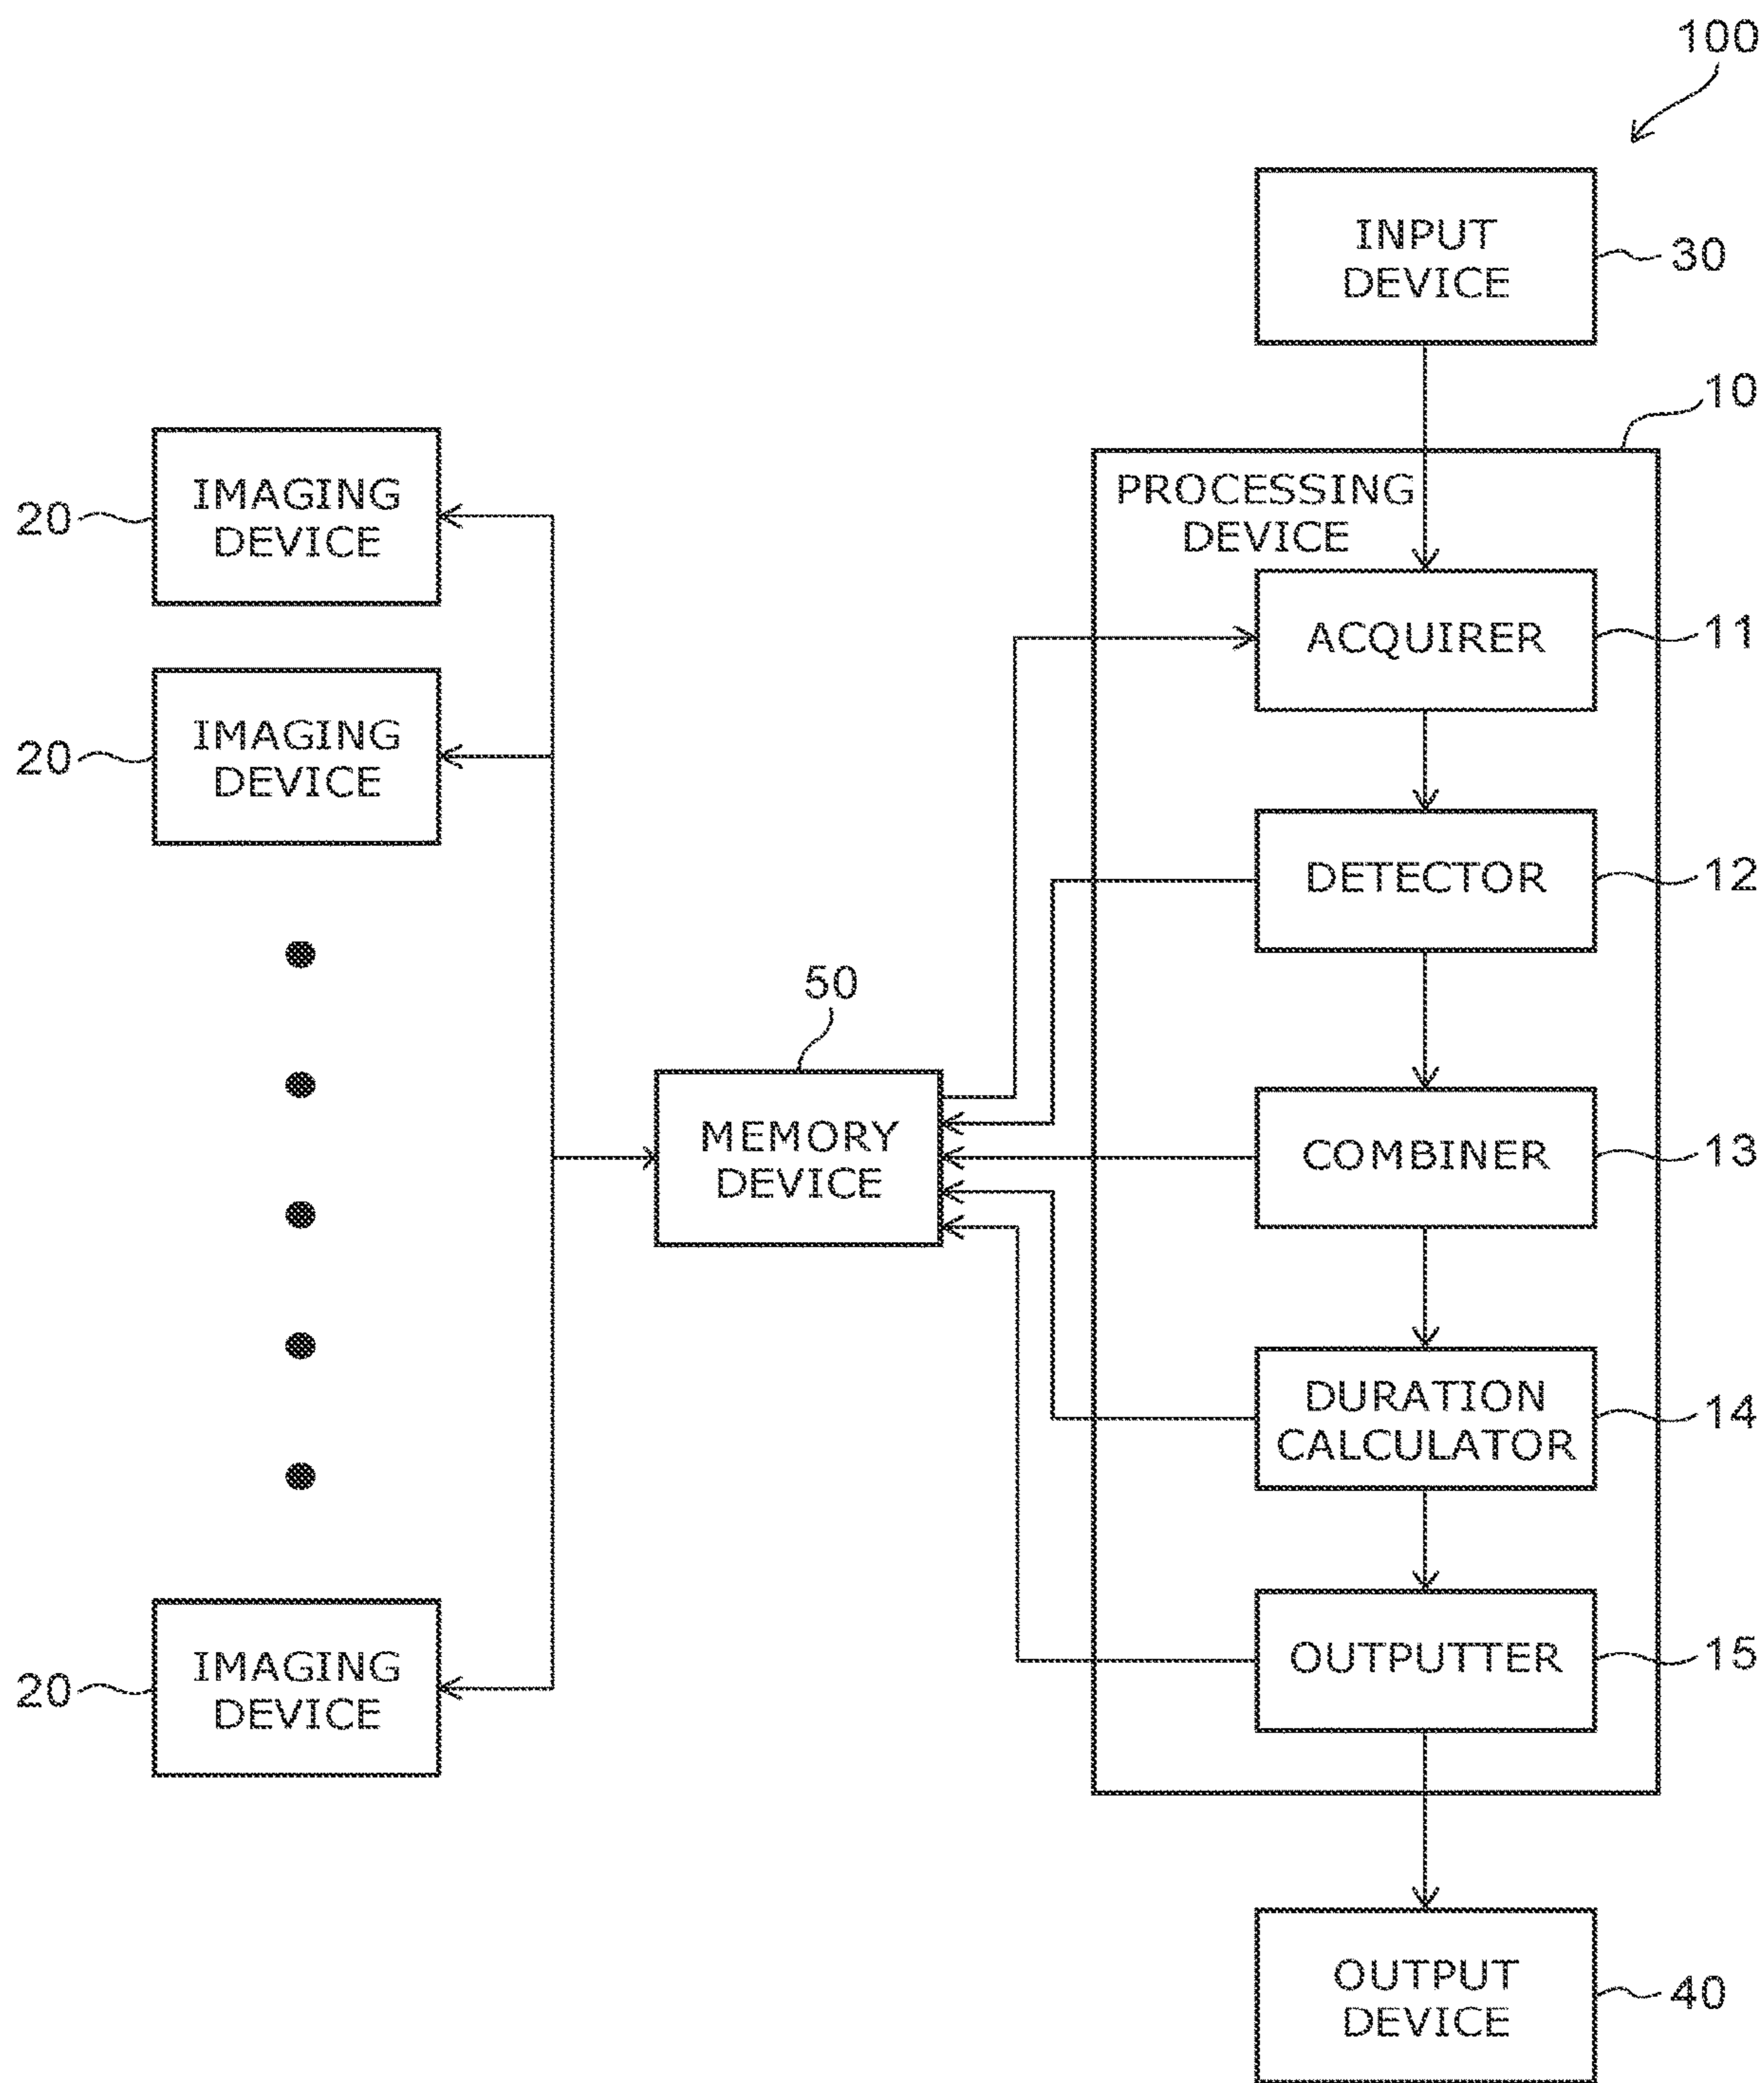 100
INPUT
DEVICE
30
10
PROCESSING
DEVICE
20
IMAGING
DEVICE
ACQUIRER
11
20
IMAGING
DEVICE
DETECTOR
12
50
MEMORY
DEVICE
COMBINER
13
DURATION
CALCULATOR
14
20
IMAGING
DEVICE
OUTPUTTER
15
OUTPUT
DEVICE
40